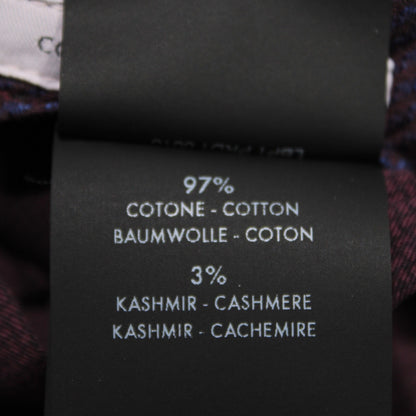 97%
COTONE - COTTON
BAUMWOLLE - COTON
3%
KASHMIR - CASHMERE
KASHMIR - CACHEMIRE